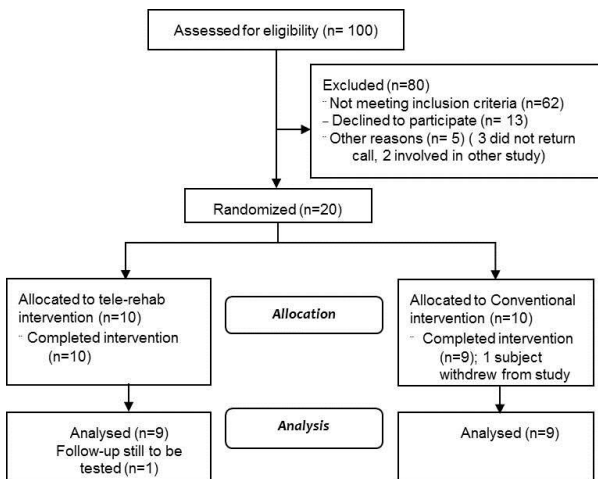 Assessed for eligibility (n= 100)
Excluded (n=80)
¨ Not meeting inclusion criteria (n=62)
– Declined to participate (n= 13)
¨ Other reasons (n= 5) ( 3 did not return
call, 2 involved in other study)
Randomized (n=20)
Allocated to tele-rehab
intervention (n=10)
¨ Completed intervention
(n=10)
Allocation
Allocated to Conventional
intervention (n=10)
¨ Completed intervention
(n=9); 1 subject
withdrew from study
Analysed (n=9)
Follow-up still to be
tested (n=1)
Analysis
Analysed (n=9)